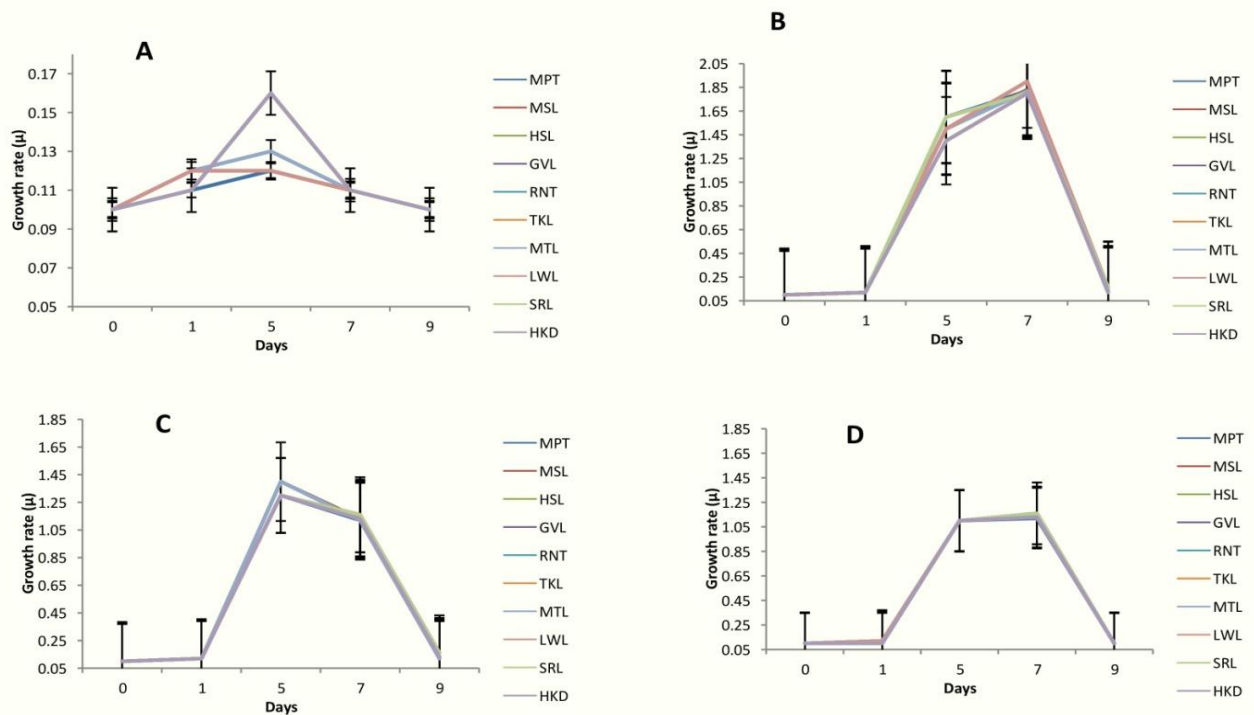 A
Growth rate (μ)
0.17
0.15
0.13
0.11
0.09
0.07
0.05
0 1 5 7 9
Days
MPT
MSL
HSL
GVL
RNT
TKL
MTL
LWL
SRL
HKD
B
Growth rate (μ)
2.05
1.85
1.65
1.45
1.25
1.05
0.85
0.65
0.45
0.25
0.05
0 1 5 7 9
Days
MPT
MSL
HSL
GVL
RNT
TKL
MTL
LWL
SRL
HKD
C
Growth rate (μ)
1.85
1.65
1.45
1.25
1.05
0.85
0.65
0.45
0.25
0.05
0 1 5 7 9
Days
MPT
MSL
HSL
GVL
RNT
TKL
MTL
LWL
SRL
HKD
D
Growth rate (μ)
1.85
1.65
1.45
1.25
1.05
0.85
0.65
0.45
0.25
0.05
0 1 5 7 9
Days
MPT
MSL
HSL
GVL
RNT
TKL
MTL
LWL
SRL
HKD